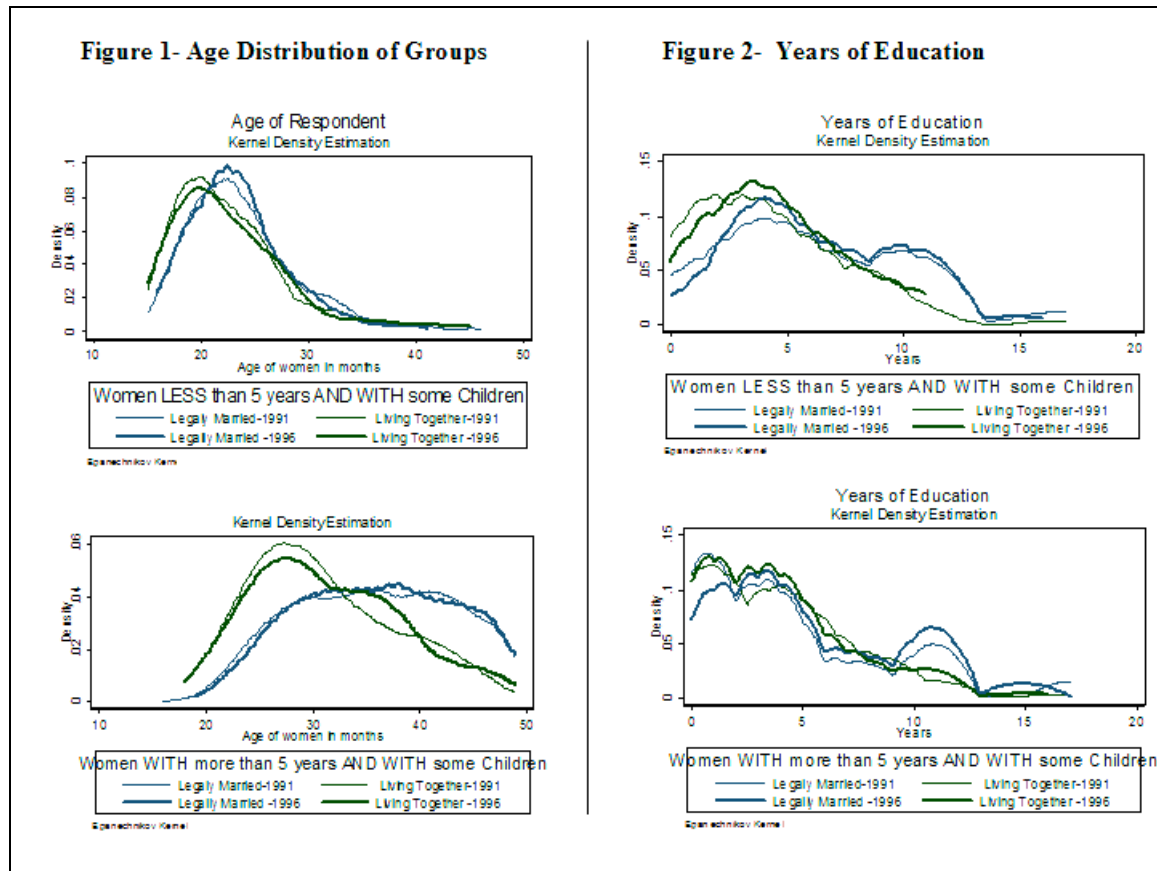 Figure 1- Age Distribution of Groups
Age of Respondent
Kernel Density Estimation
.1
.08
.06
.04
.02
0
Density
10 20 30 40 50
Age of women in months
Women LESS than 5 years AND WITH some Children
Legally Married-1991 Living Together-1991
Legally Married -1996 Living Together -1996
Epanechnikov Kern
Kernel Density Estimation
.06
.04
.02
0
Density
10 20 30 40 50
Age of women in months
Women WITH more than 5 years AND WITH some Children
Legally Married-1991 Living Together-1991
Legally Married -1996 Living Together -1996
Epanechnikov Kernel
Figure 2- Years of Education
Years of Education
Kernel Density Estimation
.15
.1
.05
0
Density
0 5 10 15 20
Years
Women LESS than 5 years AND WITH some Children
Legally Married-1991 Living Together-1991
Legally Married -1996 Living Together -1996
Epanechnikov Kernel
Years of Education
Kernel Density Estimation
.15
.1
.05
0
Density
0 5 10 15 20
Years
Women WITH more than 5 years AND WITH some Children
Legally Married-1991 Living Together-1991
Legally Married -1996 Living Together -1996
Epanechnikov Kernel